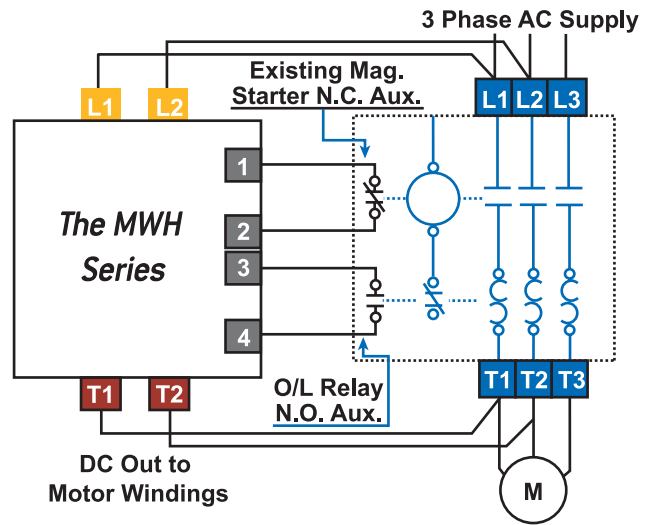 3 Phase AC Supply
Existing Mag.
Starter N.C. Aux.
L1 L2
L1 L2 L3
1
The MWH
Series
2
3
4
T1 T2
O/L Relay
N.O. Aux.
T1 T2 T3
DC Out to
Motor Windings
M